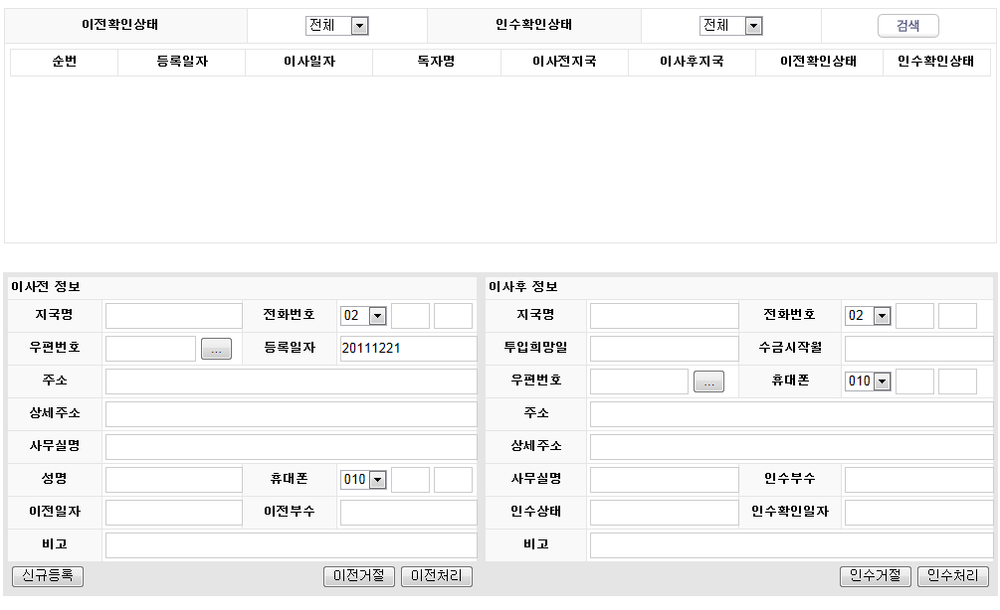 이전확인상태 전체 인수확인상태 전체 검색
순번 등록일자 이사일자 독자명 이사전지국 이사후지국 이전확인상태 인수확인상태
이사전 정보
지국명 전화번호 02
우편번호 ... 등록일자 20111221
주소
상세주소
사무실명
성명 휴대폰 010
이전일자 이전부수
비고
신규등록 이전거절 이전처리
이사후 정보
지국명 전화번호 02
투입희망일 수금시작월
우편번호 ... 휴대폰 010
주소
상세주소
사무실명 인수부수
인수상태 인수확인일자
비고
인수거절 인수처리